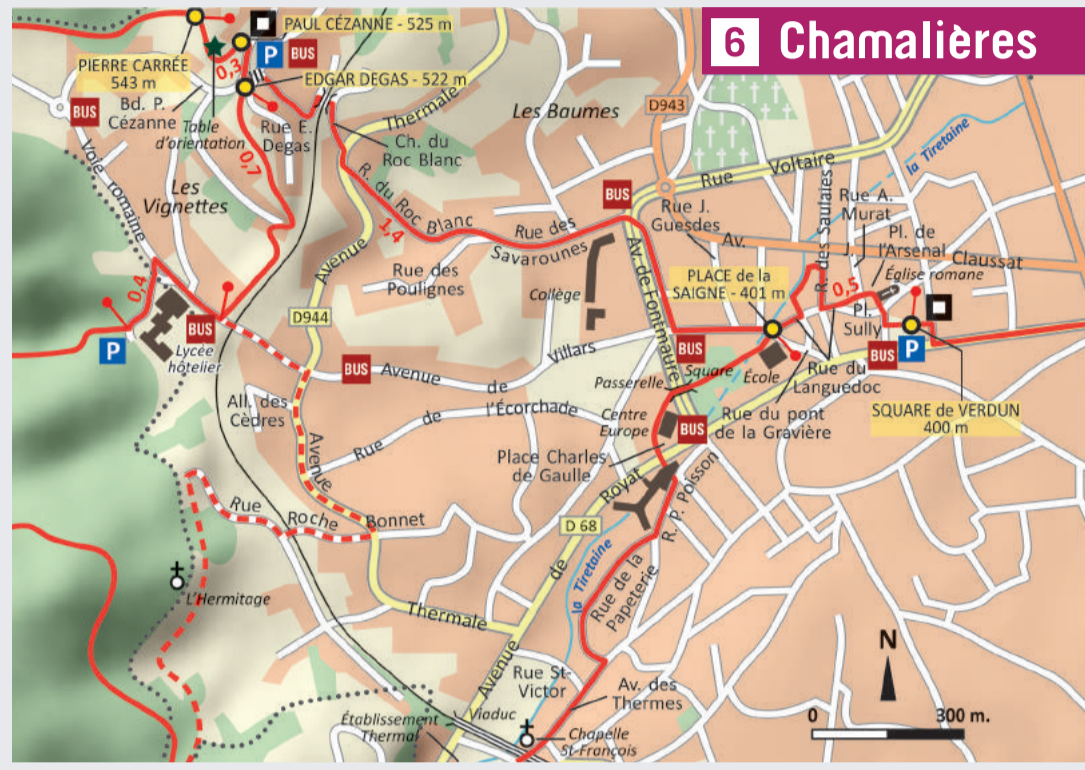 6 Chamalières
PAUL CÉZANNE - 525 m
P
BUS
PIERRE CARRÉE
543 m
0,3
EDGAR DEGAS - 522 m
BUS
Bd. P.
Cézanne
Table
d'orientation
Rue E.
Degas
Thermale
Ch. du
Roc Blanc
Les Baumes
D943
la Tiretaine
Voie romaine
Les
Vignettes
0,7
R. du Roc Blanc
1,4
Rue des
Savarounes
BUS
Rue Voltaire
Rue J.
Guesdes
R. des Saulaies
Rue A.
Murat
Pl. de
l'Arsenal
Av. J. Claussat
Église romane
Avenue
Rue des
Poulignes
Collège
Av. de Fontmaure
PLACE de la
SAIGNE - 401 m
0,5
Pl.
Sully
0,4
P
BUS
Lycée
hôtelier
D944
BUS
Avenue de Villars
BUS
Square
École
Rue du
Languedoc
BUS
P
Passerelle
All. des
Cèdres
Rue de l'Écorchade
Centre
Europe
BUS
Rue du pont
de la Gravière
SQUARE de VERDUN
400 m
Avenue
Place Charles
de Gaulle
Royat
R. P. Poisson
Rue Roche Bonnet
D 68
la Tiretaine
de
Rue de la
Papeterie
L'Hermitage
Thermale
Avenue
Rue St-
Victor
Av. des
Thermes
N
0 300 m.
Établissement
Thermal
Viaduc
Chapelle
St-François